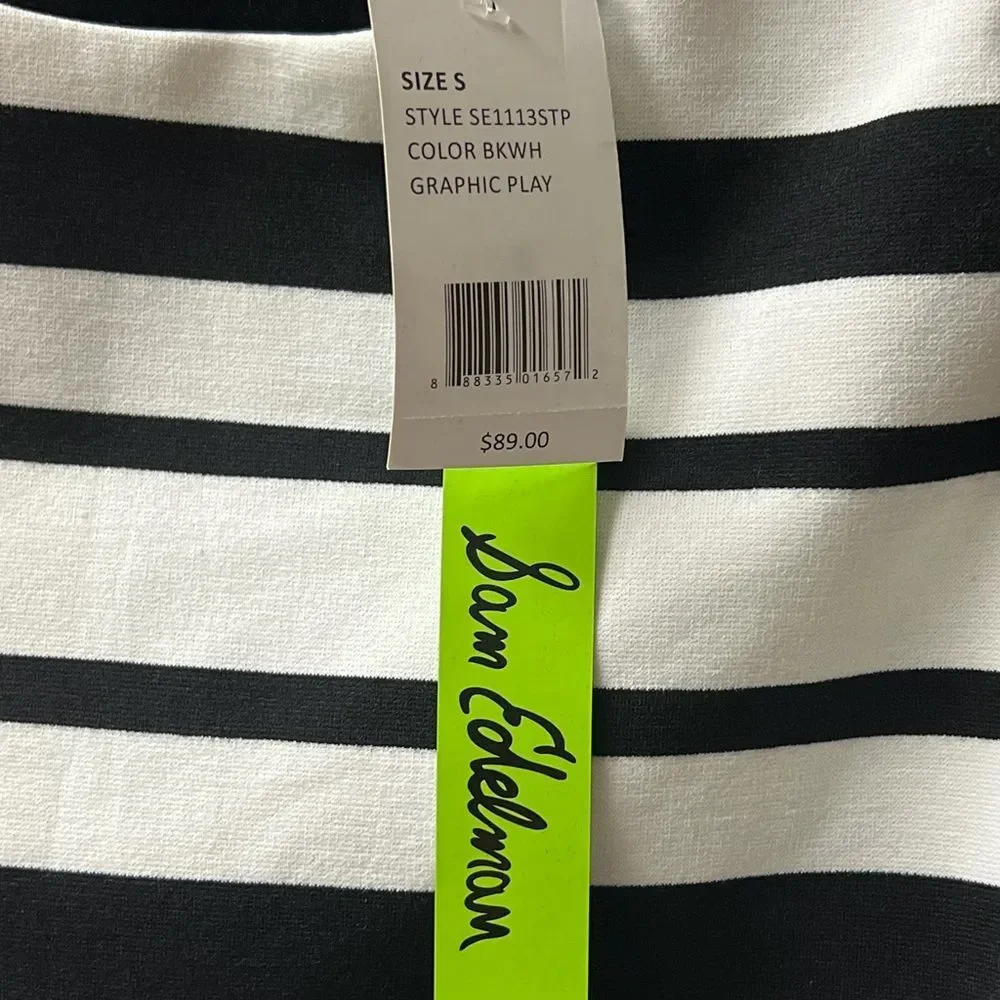 SIZE S
STYLE SE1113STP
COLOR BKWH
GRAPHIC PLAY
8 88335 01657 2
$89.00
Sam Edelman